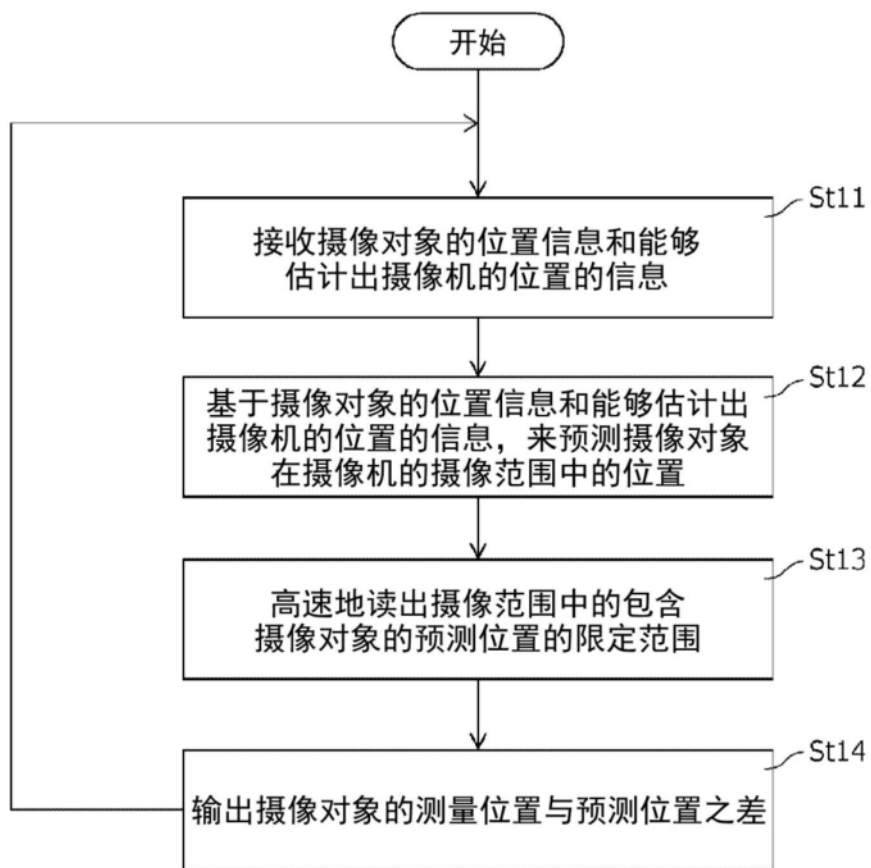 开始
St11
接收摄像对象的位置信息和能够
估计出摄像机的位置的信息
St12
基于摄像对象的位置信息和能够估计出
摄像机的位置的信息，来预测摄像对象
在摄像机的摄像范围中的位置
St13
高速地读出摄像范围中的包含
摄像对象的预测位置的限定范围
St14
输出摄像对象的测量位置与预测位置之差